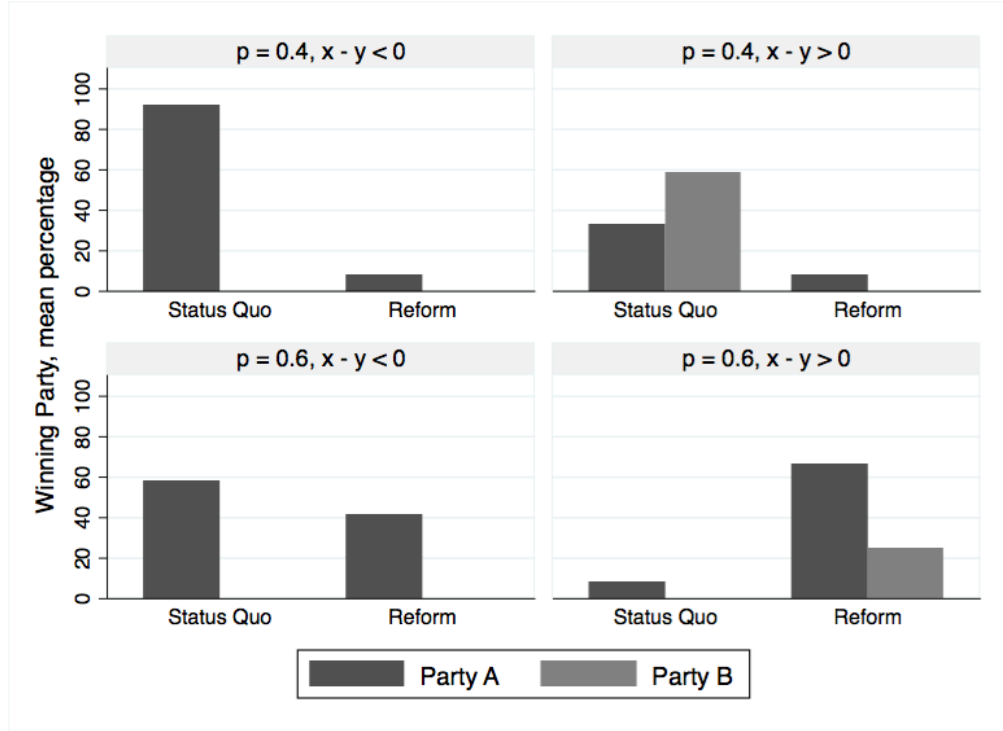 p = 0.4, x - y < 0
p = 0.4, x - y > 0
Winning Party, mean percentage
100
80
60
40
20
0
Status Quo
Reform
Status Quo
Reform
p = 0.6, x - y < 0
p = 0.6, x - y > 0
100
80
60
40
20
0
Status Quo
Reform
Status Quo
Reform
Party A
Party B